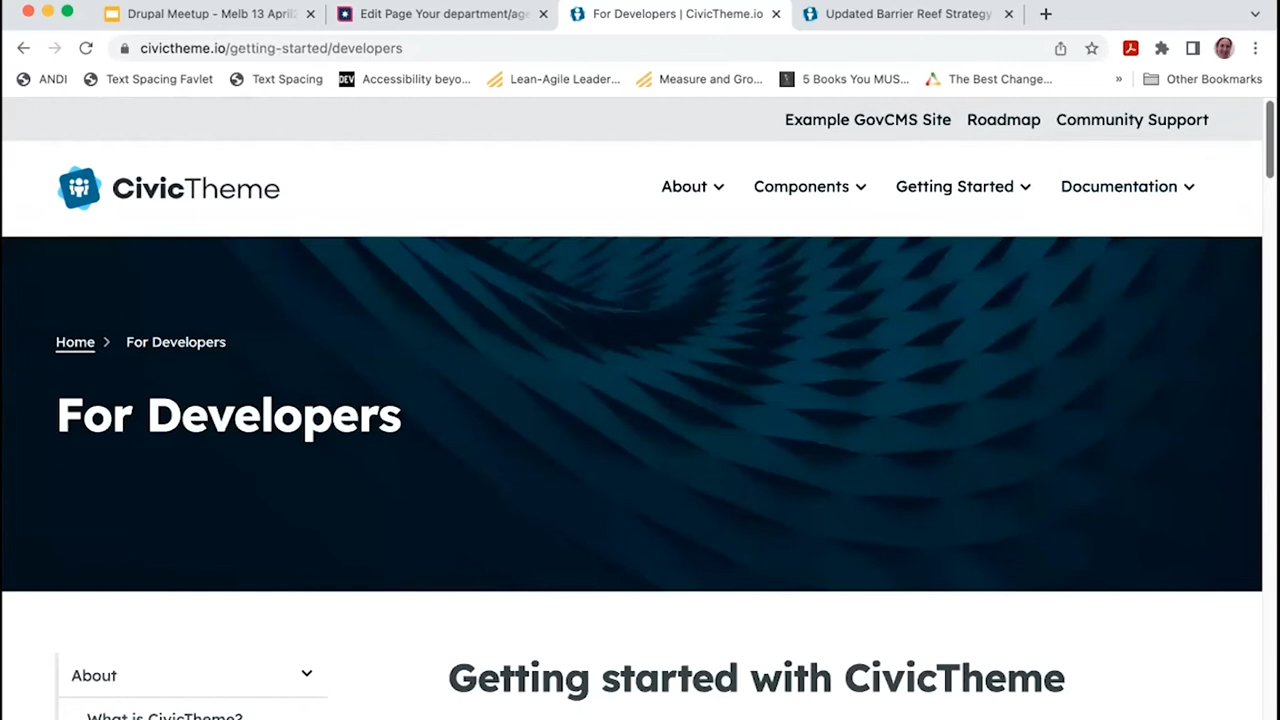 Drupal Meetup - Melb 13 April
Edit Page Your department/age
For Developers | CivicTheme.io
Updated Barrier Reef Strategy
civictheme.io/getting-started/developers
ANDI
Text Spacing Favlet
Text Spacing
DEV
Accessibility beyo...
Lean-Agile Leader...
Measure and Gro...
5 Books You MUS...
The Best Change...
»
Other Bookmarks
Example GovCMS Site
Roadmap
Community Support
CivicTheme
About
Components
Getting Started
Documentation
Home
For Developers
For Developers
Getting started with CivicTheme
About
What is CivicTheme?